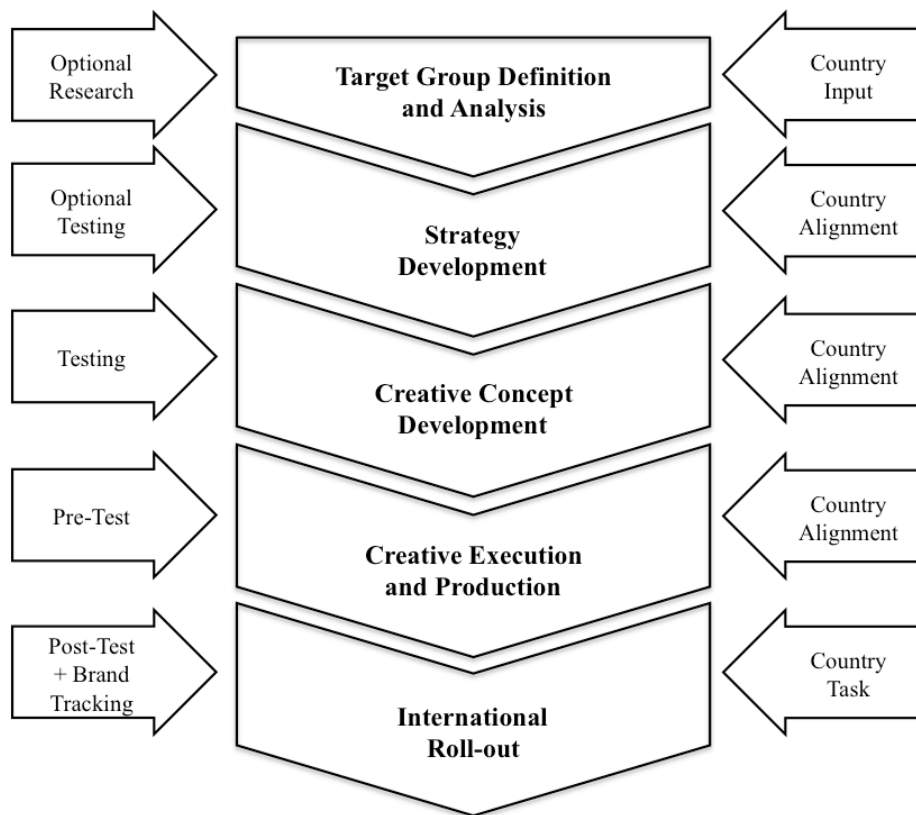 Optional
Research
Target Group Definition
and Analysis
Country
Input
Optional
Testing
Strategy
Development
Country
Alignment
Testing
Creative Concept
Development
Country
Alignment
Pre-Test
Creative Execution
and Production
Country
Alignment
Post-Test
+ Brand
Tracking
International
Roll-out
Country
Task